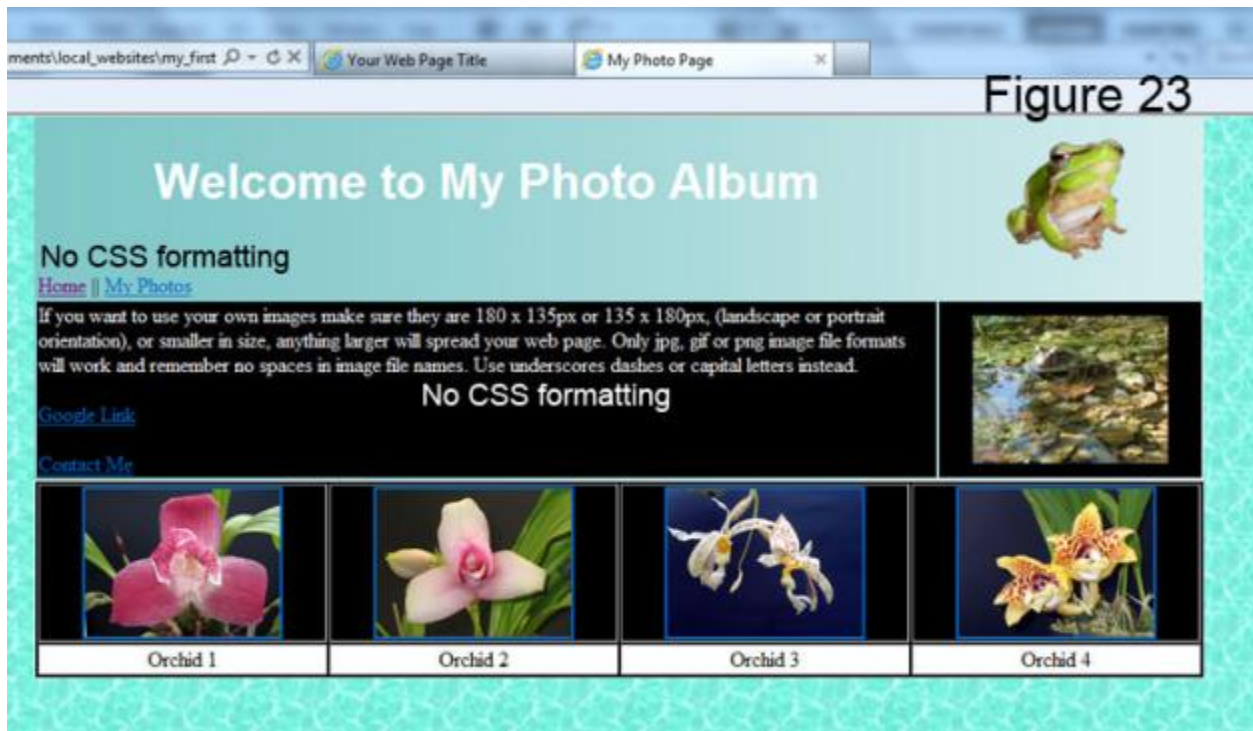 ments\local_websites\my_first
Your Web Page Title
My Photo Page
Figure 23
Welcome to My Photo Album
No CSS formatting
Home || My Photos
If you want to use your own images make sure they are 180 x 135px or 135 x 180px, (landscape or portrait
orientation), or smaller in size, anything larger will spread your web page. Only jpg, gif or png image file formats
will work and remember no spaces in image file names. Use underscores dashes or capital letters instead.
No CSS formatting
Google Link
Contact Me
Orchid 1
Orchid 2
Orchid 3
Orchid 4